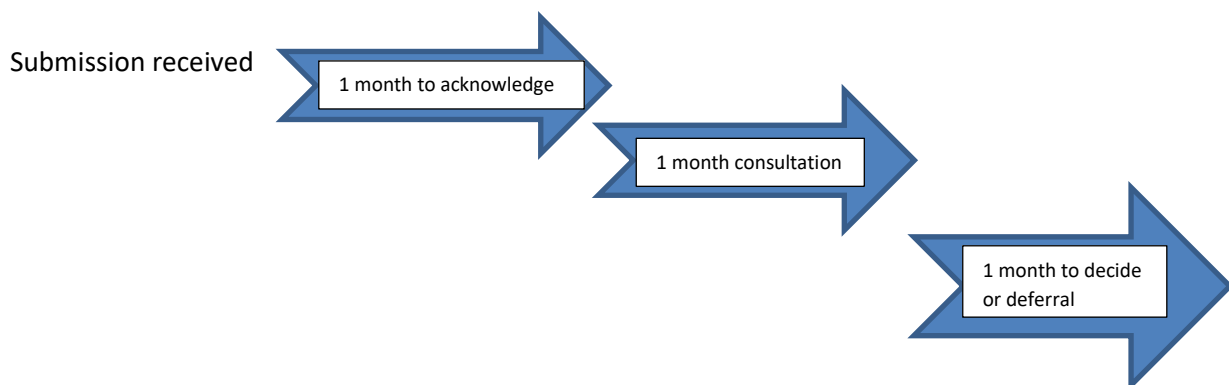 Submission received
1 month to acknowledge
1 month consultation
1 month to decide
or deferral